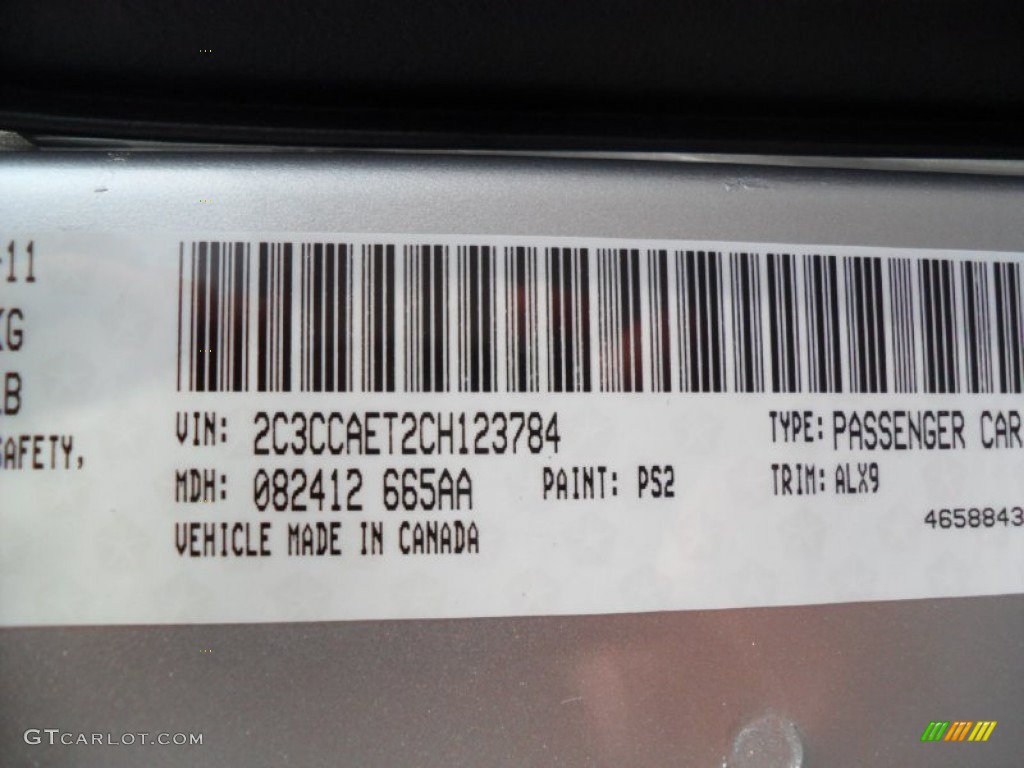 -11
KG
LB
SAFETY,
VIN: 2C3CCAET2CH123784
TYPE: PASSENGER CAR
MDH: 082412 665AA
PAINT: PS2
TRIM: ALX9
VEHICLE MADE IN CANADA
4658843
GTCARLOT.COM